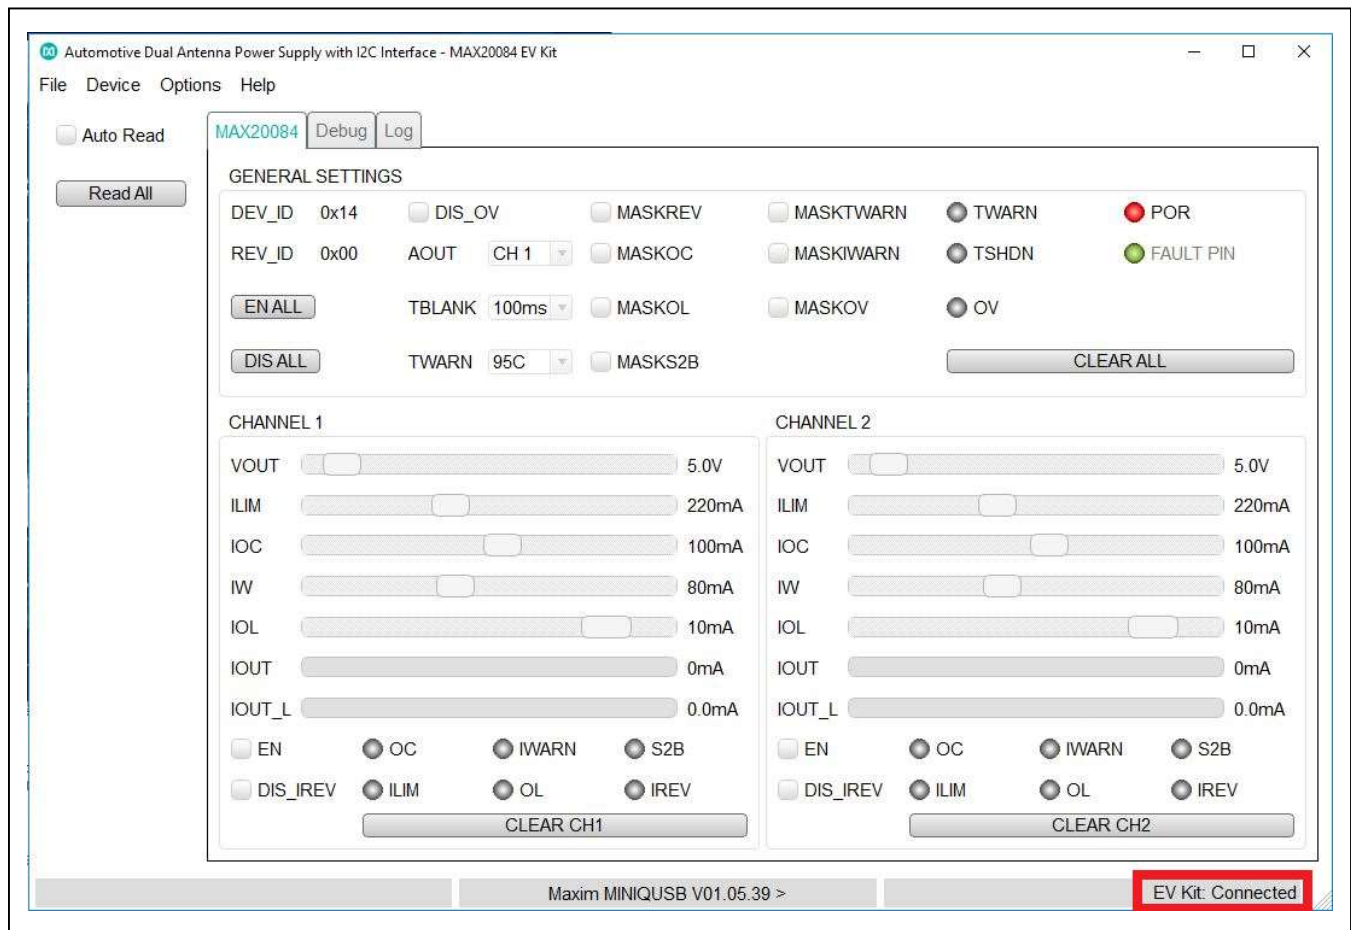 Automotive Dual Antenna Power Supply with I2C Interface - MAX20084 EV Kit
File Device Options Help
Auto Read
Read All
MAX20084 Debug Log
GENERAL SETTINGS
DEV_ID 0x14 DIS_OV MASKREV MASKTWARN TWARN POR
REV_ID 0x00 AOUT CH 1 MASKOC MASKIWARN TSHDN FAULT PIN
EN ALL TBLANK 100ms MASKOL MASKOV OV
DIS ALL TWARN 95C MASKS2B CLEAR ALL
CHANNEL 1
VOUT 5.0V
ILIM 220mA
IOC 100mA
IW 80mA
IOL 10mA
IOUT 0mA
IOUT_L 0.0mA
EN OC IWARN S2B
DIS_IREV ILIM OL IREV
CLEAR CH1
CHANNEL 2
VOUT 5.0V
ILIM 220mA
IOC 100mA
IW 80mA
IOL 10mA
IOUT 0mA
IOUT_L 0.0mA
EN OC IWARN S2B
DIS_IREV ILIM OL IREV
CLEAR CH2
Maxim MINIQUSB V01.05.39 > EV Kit: Connected